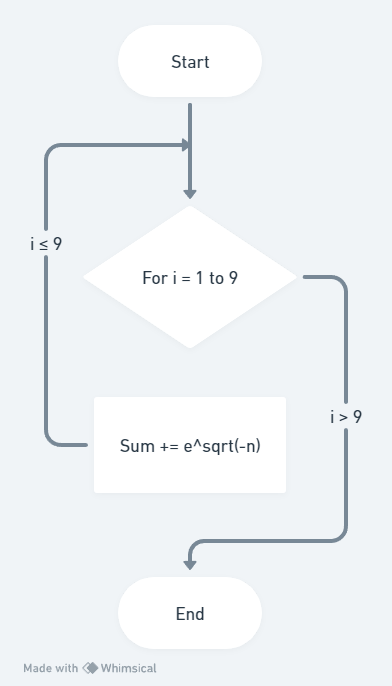 Start
i ≤ 9
For i = 1 to 9
i > 9
Sum += e^sqrt(-n)
End
Made with Whimsical